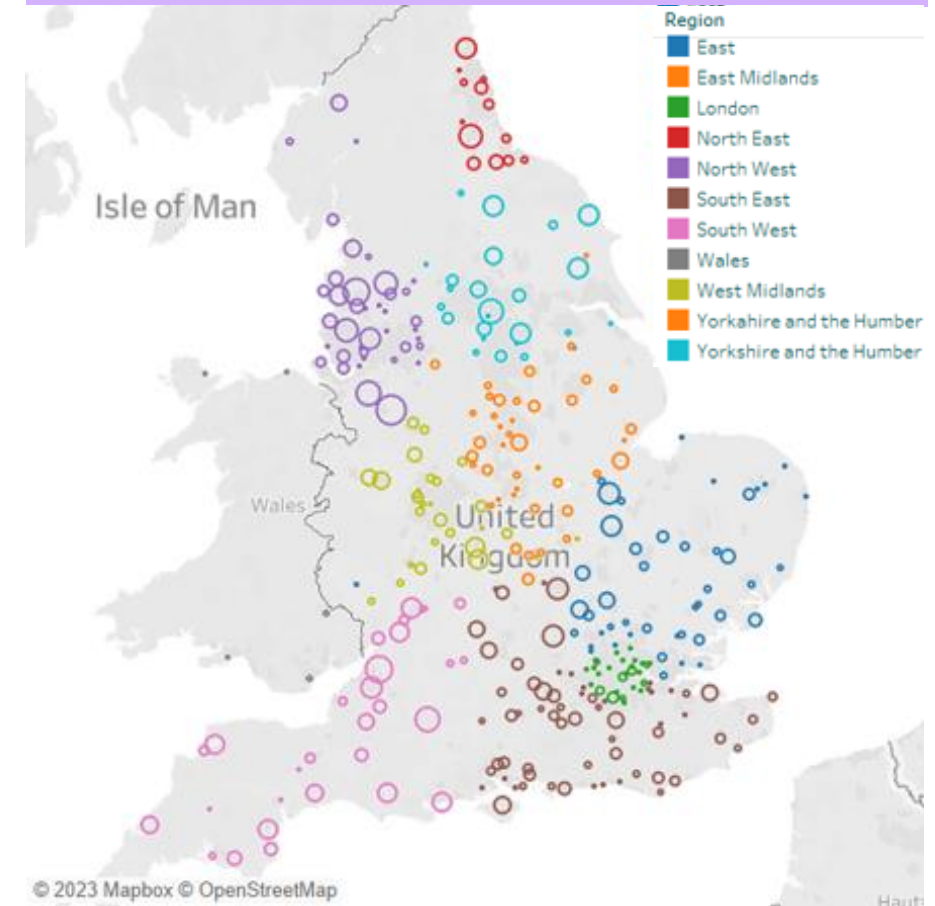 Region
East
East Midlands
London
North East
North West
South East
South West
Wales
West Midlands
Yorkahire and the Humber
Yorkshire and the Humber
Isle of Man
Wales
United
Kingdom
© 2023 Mapbox © OpenStreetMap
Haut